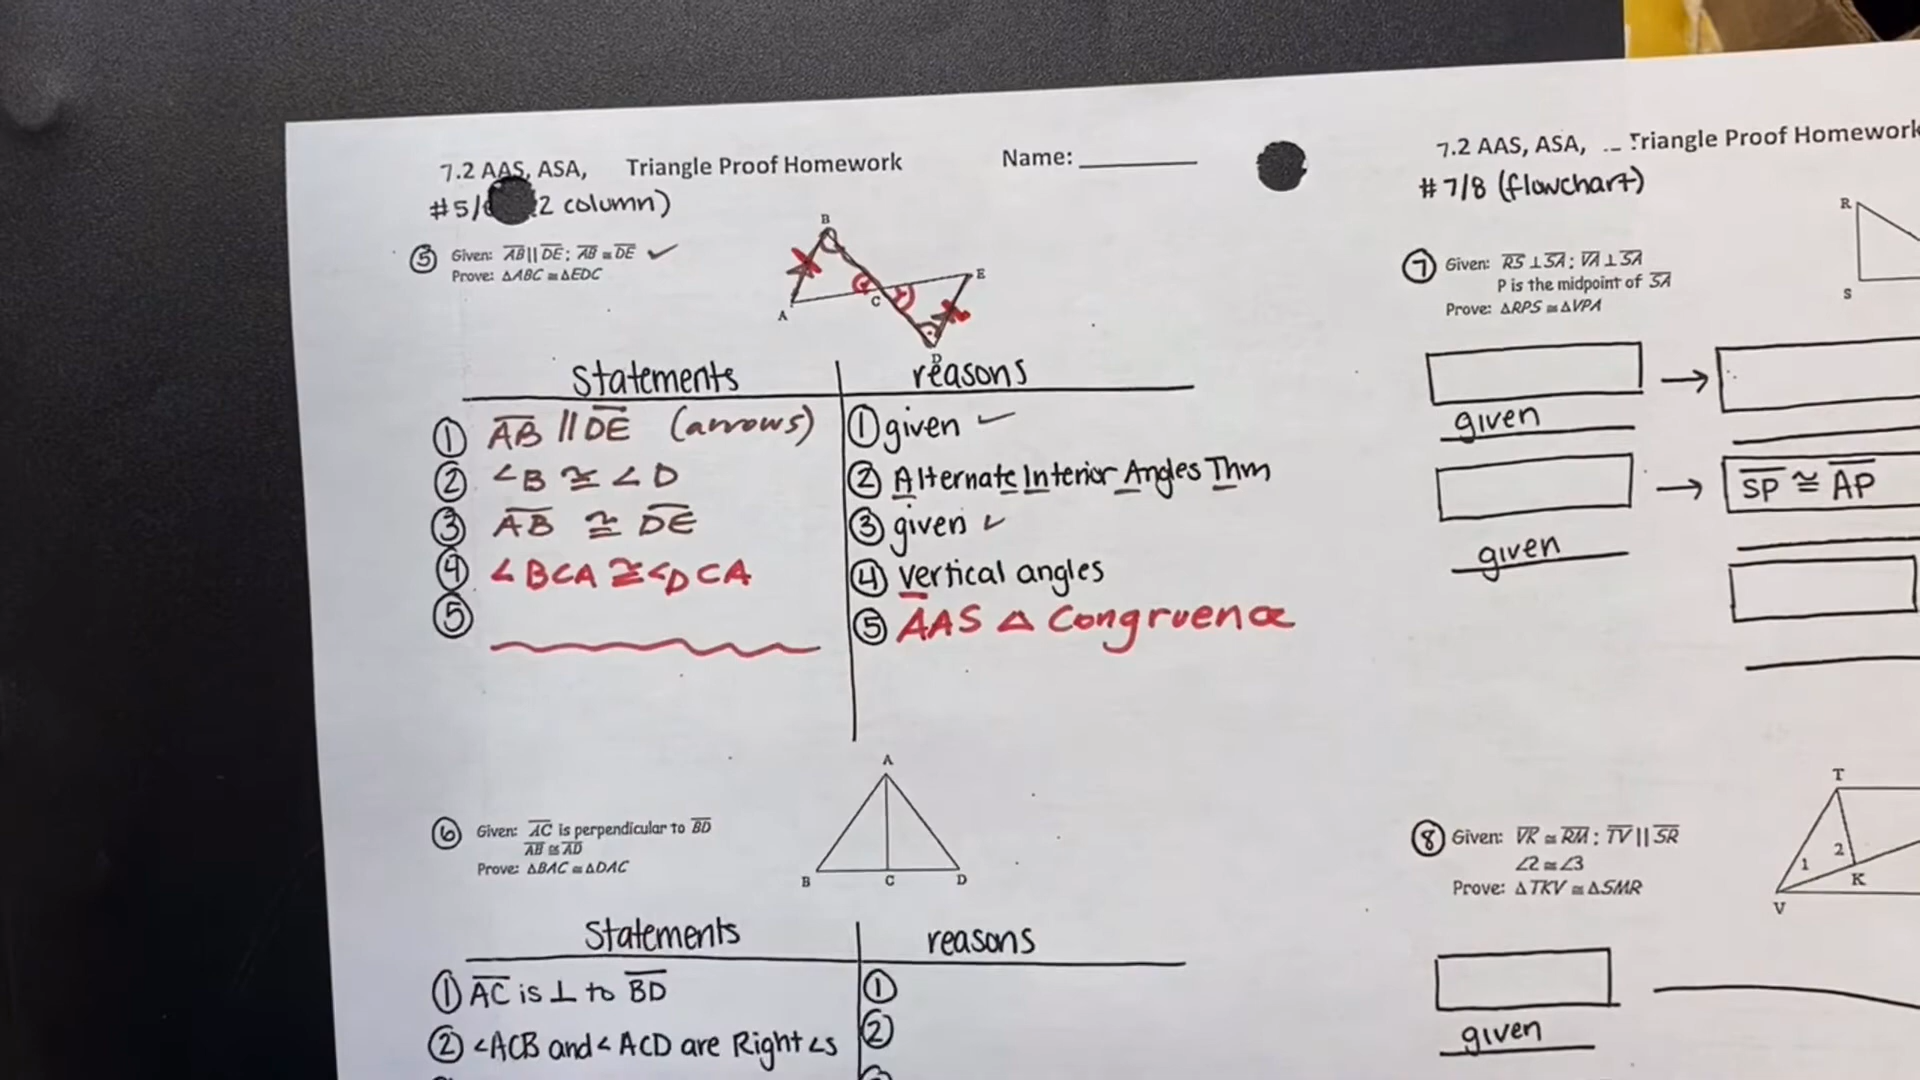 7.2 AAS, ASA, Triangle Proof Homework Name:
#5/ 2 column)
5 Given: AB || DE; AB ≅ DE ✓
Prove: △ABC ≅ △EDC
B
E
A
C
D
Statements reasons
① AB || DE (arrows) ① given ✓
② ∠B ≅ ∠D ② Alternate Interior Angles Thm
③ AB ≅ DE ③ given ✓
④ ∠BCA ≅ ∠DCA ④ Vertical angles
⑤ ⑤ AAS △ Congruence
A
B
C
D
⑥ Given: AC is perpendicular to BD
AB ≅ AD
Prove: △BAC ≅ △DAC
Statements reasons
① AC is ⊥ to BD ①
② ∠ACB and ∠ACD are Right ∠s ②
7.2 AAS, ASA, Triangle Proof Homework
#7/8 (flowchart)
R
S
⑦ Given: RS ⊥ SA; VA ⊥ SA
P is the midpoint of SA
Prove: △RPS ≅ △VPA
given
SP ≅ AP
given
T
1
2
K
V
⑧ Given: VR ≅ RM; TV || SR
∠2 ≅ ∠3
Prove: △TKV ≅ △SMR
given